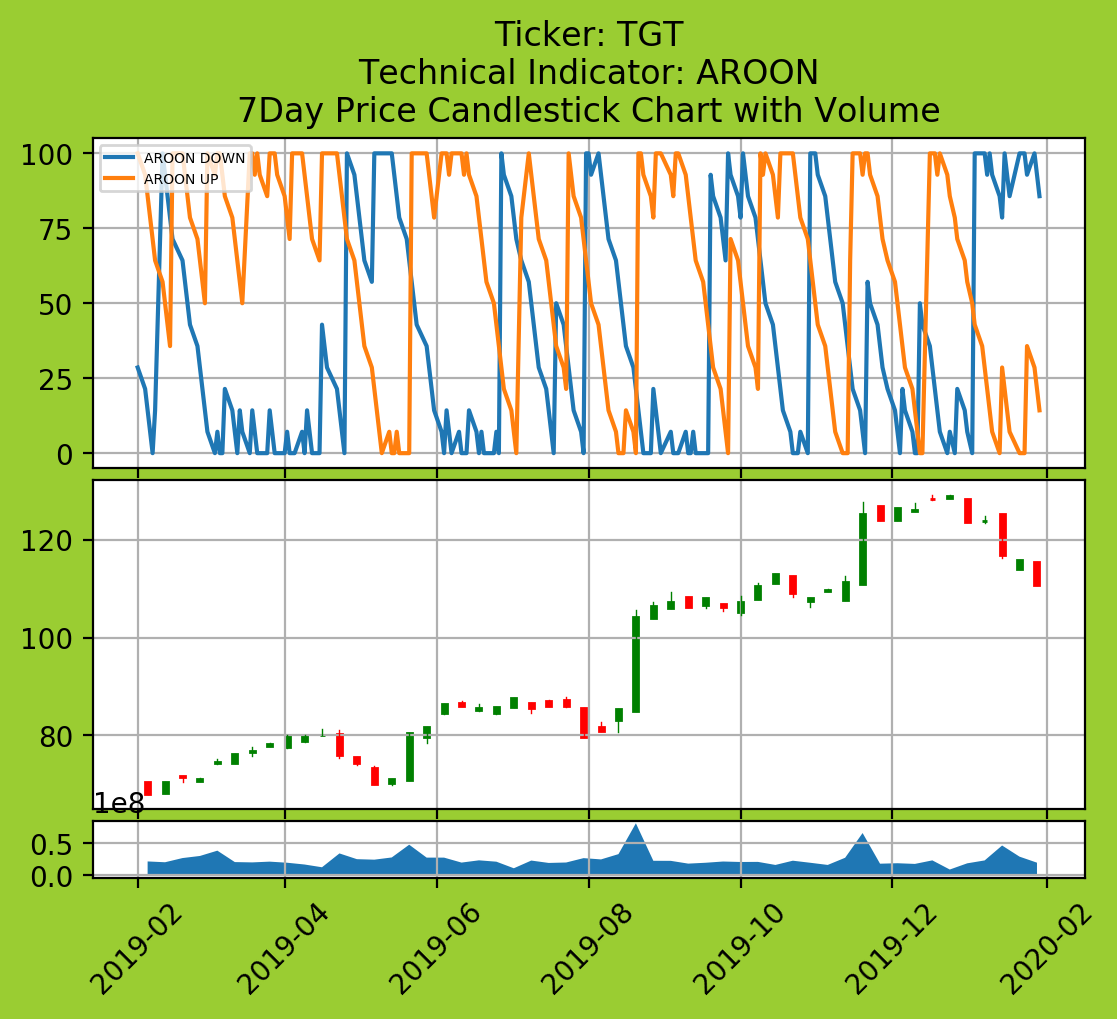 Ticker: TGT
Technical Indicator: AROON
7Day Price Candlestick Chart with Volume
100
75
50
25
0
AROON DOWN
AROON UP
120
100
80
1e8
0.5
0.0
2019-02
2019-04
2019-06
2019-08
2019-10
2019-12
2020-02